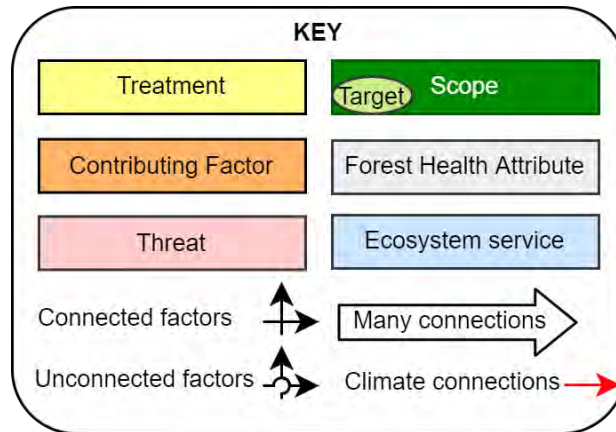 KEY
Treatment
Target Scope
Contributing Factor
Forest Health Attribute
Threat
Ecosystem service
Connected factors
Many connections
Unconnected factors
Climate connections